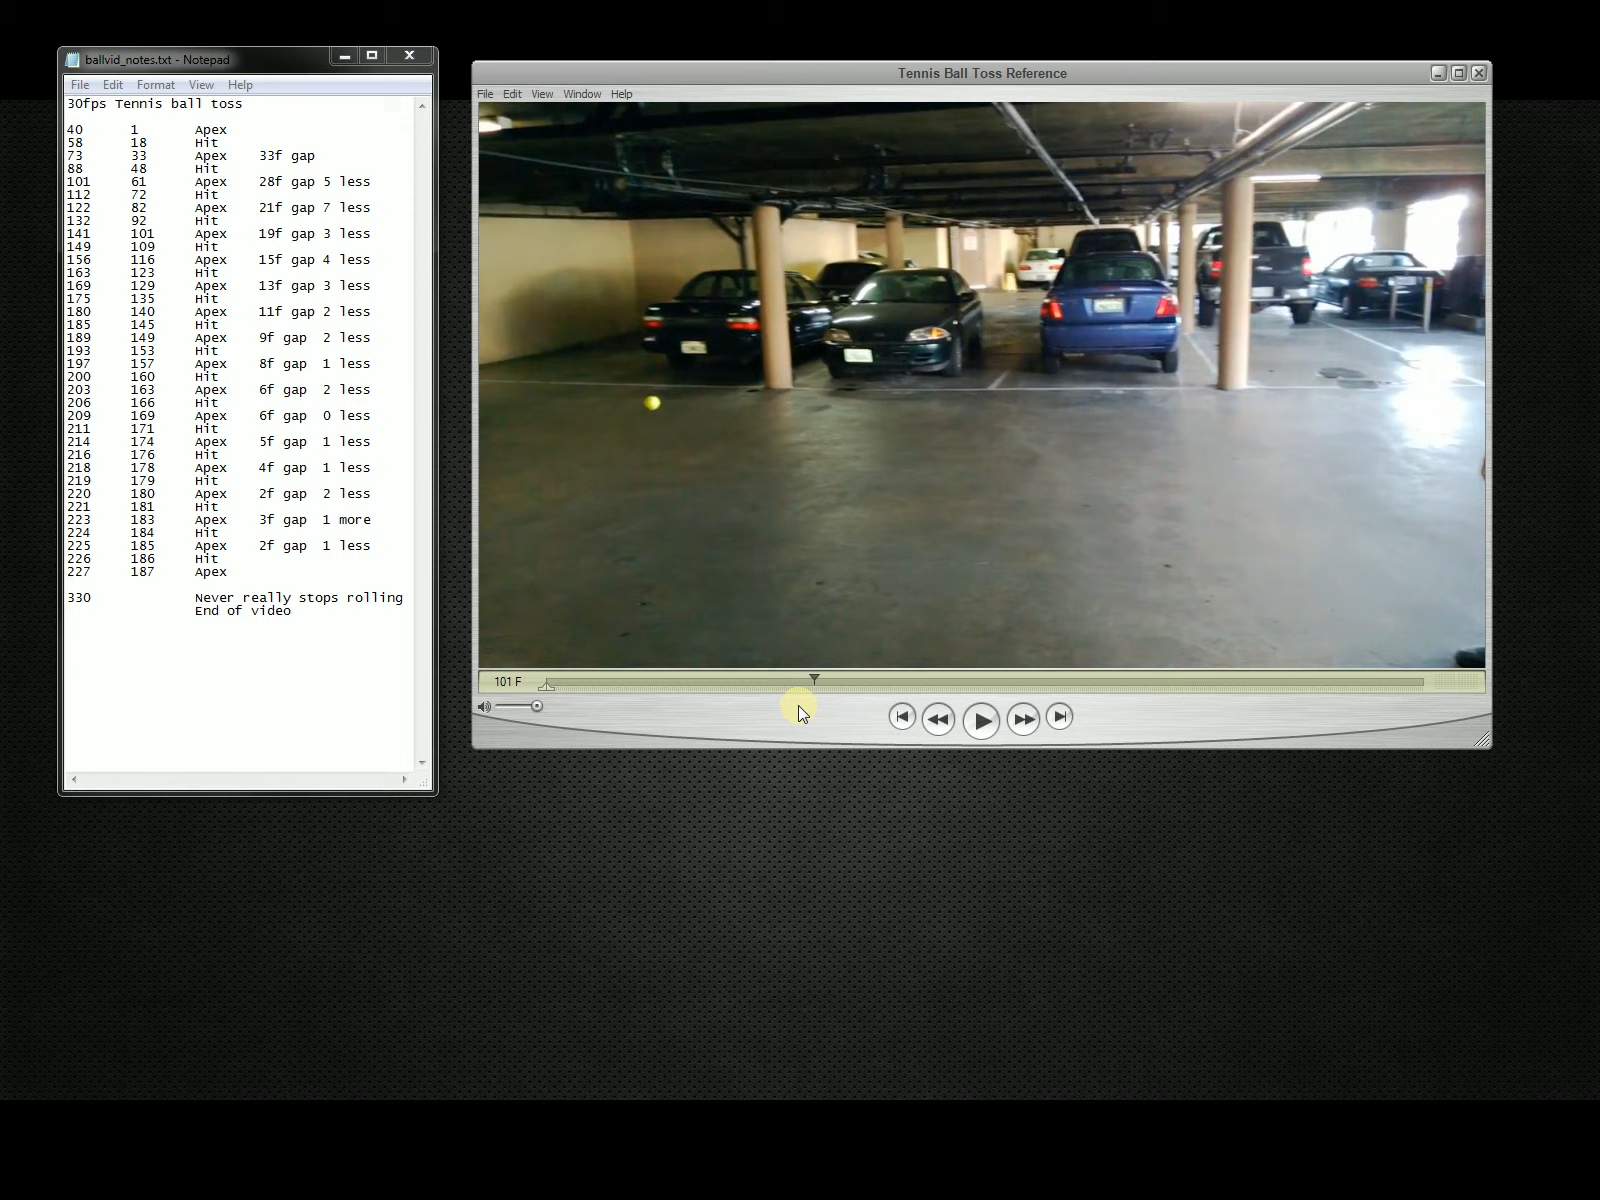 ballvid_notes.txt - Notepad
File Edit Format View Help
30fps Tennis ball toss
40 1 Apex
58 18 Hit
73 33 Apex 33f gap
88 48 Hit
101 61 Apex 28f gap 5 less
112 72 Hit
122 82 Apex 21f gap 7 less
132 92 Hit
141 101 Apex 19f gap 3 less
149 109 Hit
156 116 Apex 15f gap 4 less
163 123 Hit
169 129 Apex 13f gap 3 less
175 135 Hit
180 140 Apex 11f gap 2 less
185 145 Hit
189 149 Apex 9f gap 2 less
193 153 Hit
197 157 Apex 8f gap 1 less
200 160 Hit
203 163 Apex 6f gap 2 less
206 166 Hit
209 169 Apex 6f gap 0 less
211 171 Hit
214 174 Apex 5f gap 1 less
216 176 Hit
218 178 Apex 4f gap 1 less
219 179 Hit
220 180 Apex 2f gap 2 less
221 181 Hit
223 183 Apex 3f gap 1 more
224 184 Hit
225 185 Apex 2f gap 1 less
226 186 Hit
227 187 Apex
330 Never really stops rolling
End of video
Tennis Ball Toss Reference
File Edit View Window Help
101 F